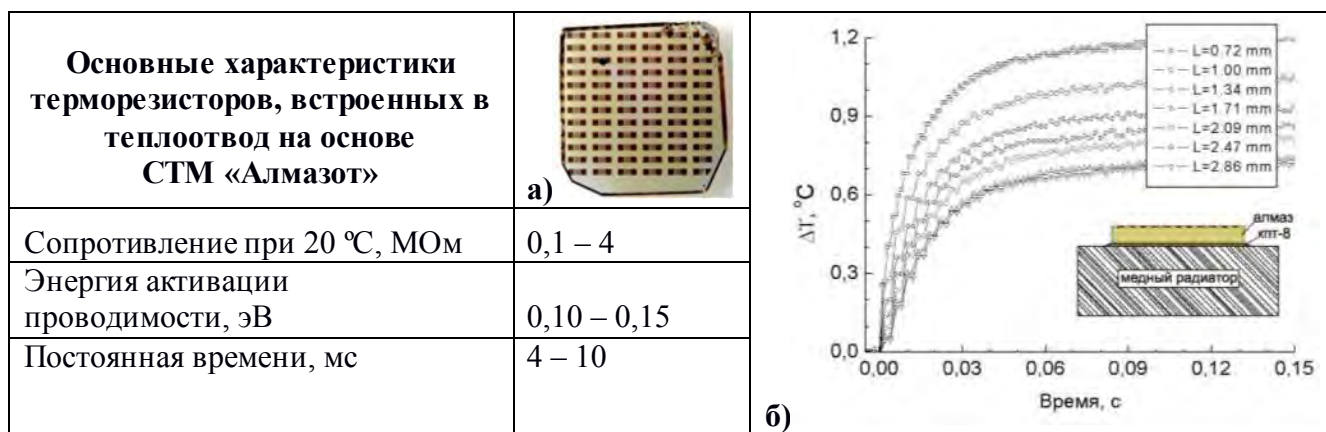 Основные характеристики
терморезисторов, встроенных в
теплоотвод на основе
СТМ «Алмазот»
а)
Сопротивление при 20 ºС, МОм
0,1 – 4
Энергия активации
проводимости, эВ
0,10 – 0,15
Постоянная времени, мс
4 – 10
1,2
0,9
0,6
0,3
0,0
ΔT, °C
L=0.72 mm
L=1.00 mm
L=1.34 mm
L=1.71 mm
L=2.09 mm
L=2.47 mm
L=2.86 mm
алмаз
кпт-8
медный радиатор
0,00 0,03 0,06 0,09 0,12 0,15
Время, с
б)